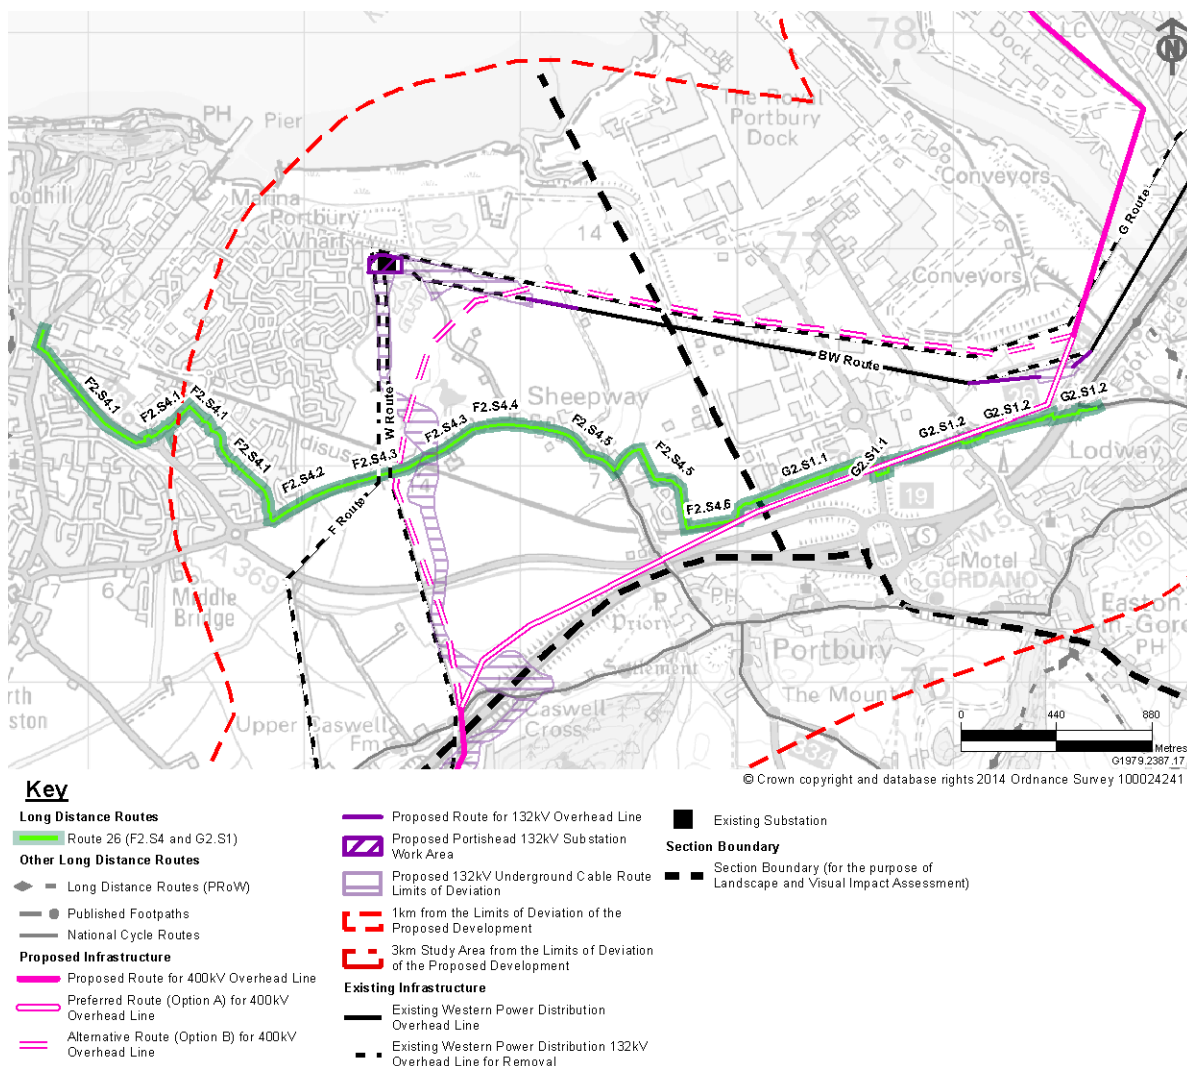 78
LC
Dock
N
PH
Pier
The Royal
Portbury
Dock
Conveyors
oodhill
Marina
Portbury
Wharf
14
77
G Route
Conveyors
BW Route
W Route
Sheepway
F2.S4.1
F2.S4.1
F2.S4.1
F2.S4.1
F2.S4.2
F2.S4.3
F2.S4.3
F2.S4.4
F2.S4.5
F2.S4.5
F2.S4.6
G2.S1.1
G2.S1.1
G2.S1.2
G2.S1.2
G2.S1.2
Lodway
F Route
19
S
369
Motel
GORDANO
6
Middle
Bridge
P
PH
Priory
Easton-
in-Gore
PH
Portbury
Settlement
The Mount
rth
ston
Upper Caswell
Fm
Caswell
Cross
0 440 880
Metres
G1979.2387.17
© Crown copyright and database rights 2014 Ordnance Survey 100024241
Key
Long Distance Routes
Route 26 (F2.S4 and G2.S1)
Other Long Distance Routes
Long Distance Routes (PRoW)
Published Footpaths
National Cycle Routes
Proposed Infrastructure
Proposed Route for 400kV Overhead Line
Preferred Route (Option A) for 400kV
Overhead Line
Alternative Route (Option B) for 400kV
Overhead Line
Proposed Route for 132kV Overhead Line
Proposed Portishead 132kV Substation
Work Area
Proposed 132kV Underground Cable Route
Limits of Deviation
1km from the Limits of Deviation of the
Proposed Development
3km Study Area from the Limits of Deviation
of the Proposed Development
Existing Infrastructure
Existing Western Power Distribution
Overhead Line
Existing Western Power Distribution 132kV
Overhead Line for Removal
Existing Substation
Section Boundary
Section Boundary (for the purpose of
Landscape and Visual Impact Assessment)